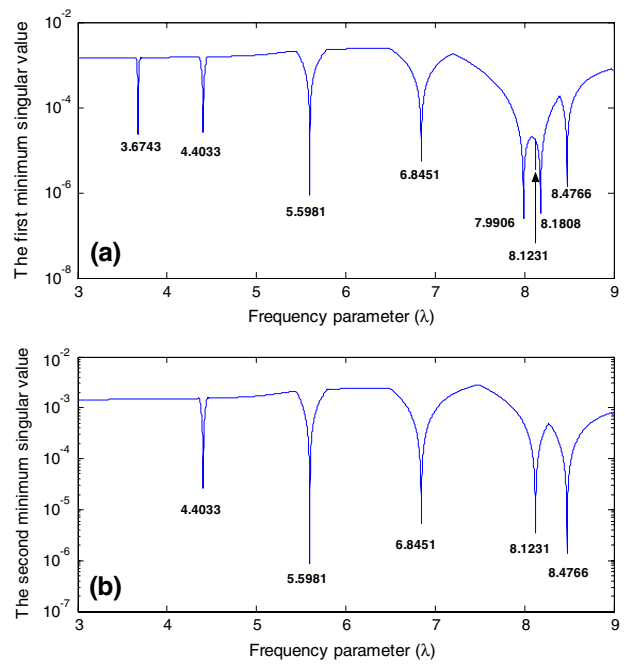 The first minimum singular value
10^-2
10^-4
10^-6
10^-8
3.6743
4.4033
5.5981
6.8451
7.9906
8.1231
8.1808
8.4766
(a)
3 4 5 6 7 8 9
Frequency parameter (λ)
The second minimum singular value
10^-2
10^-3
10^-4
10^-5
10^-6
10^-7
4.4033
5.5981
6.8451
8.1231
8.4766
(b)
3 4 5 6 7 8 9
Frequency parameter (λ)